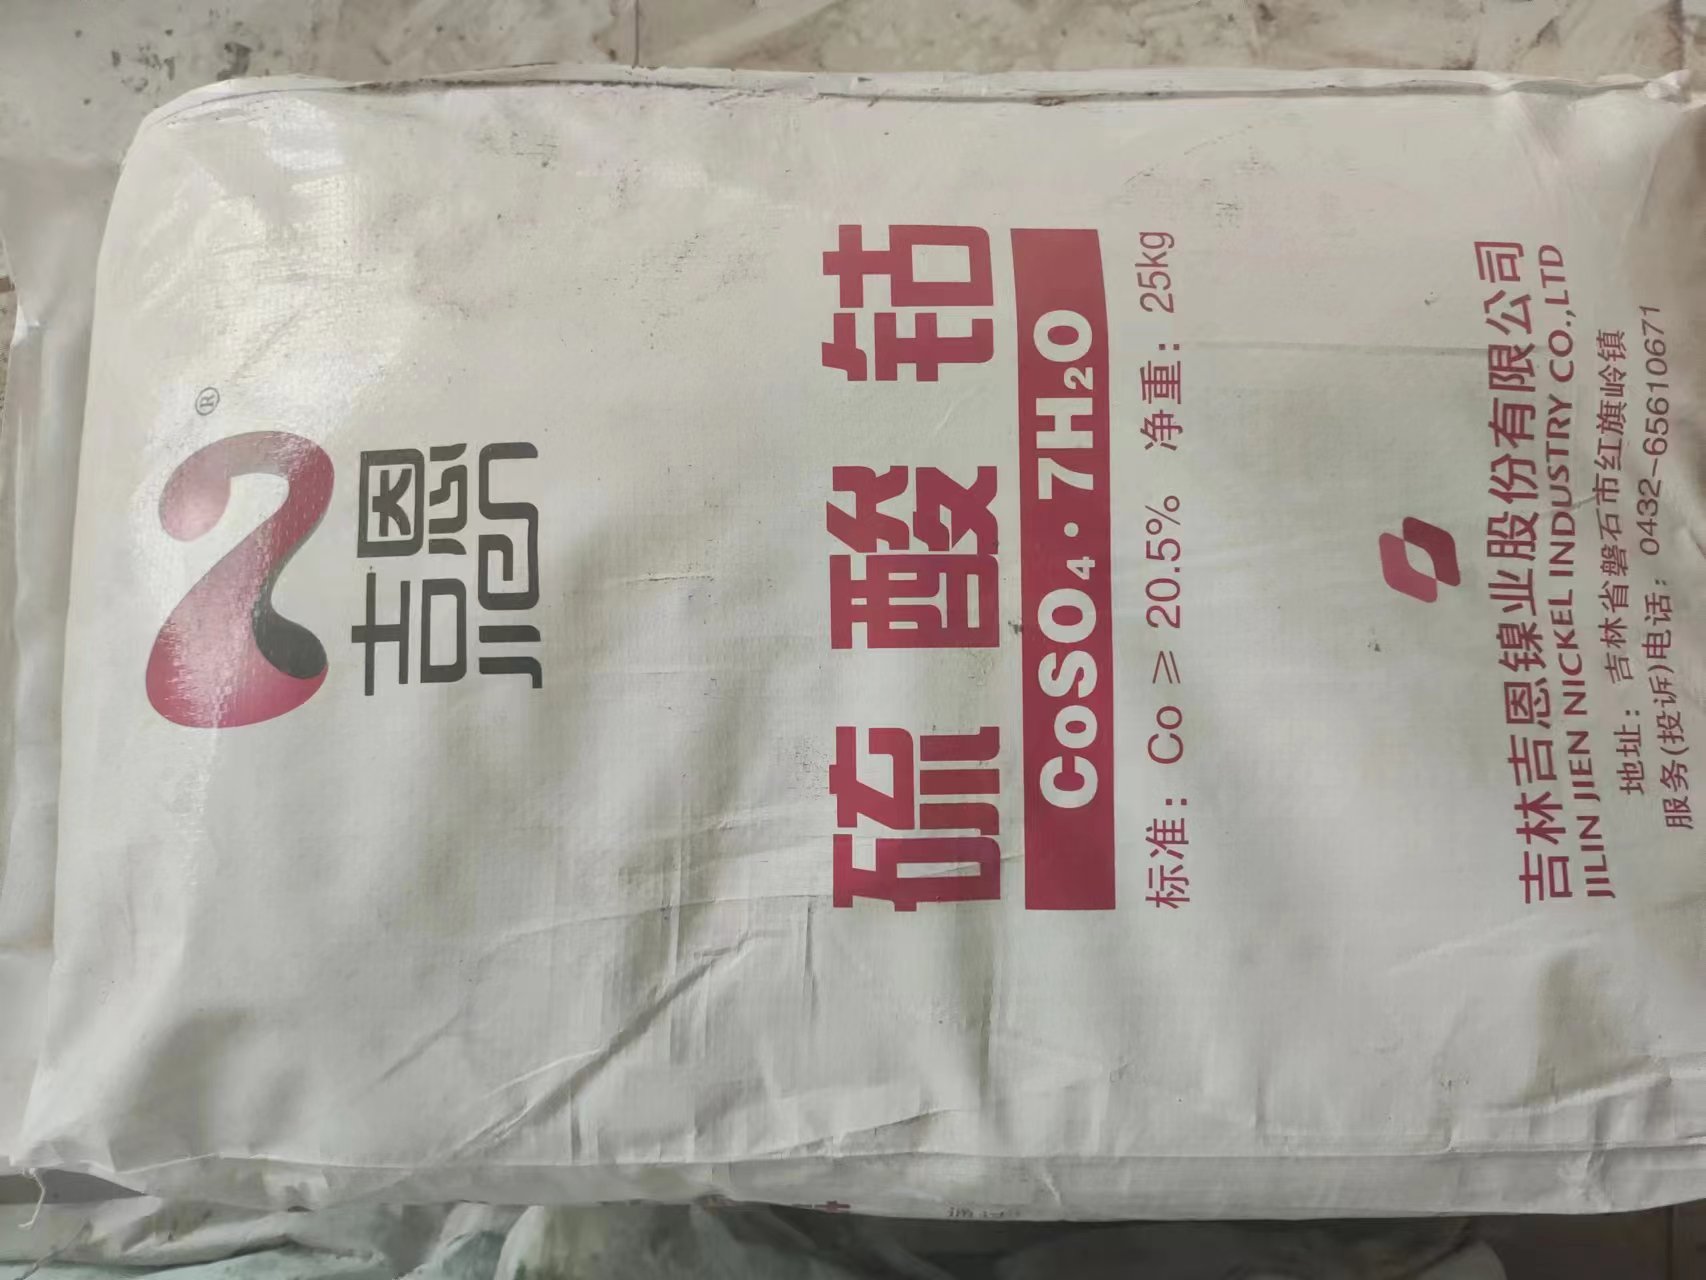 ®
吉恩
JIEN
硫酸钴
CoSO₄·7H₂O
标准：Co ≥ 20.5% 净重：25kg
吉林吉恩镍业股份有限公司
JILIN JIEN NICKEL INDUSTRY CO.,LTD
地址：吉林省磐石市红旗岭镇
服务(投诉)电话：0432-65610671